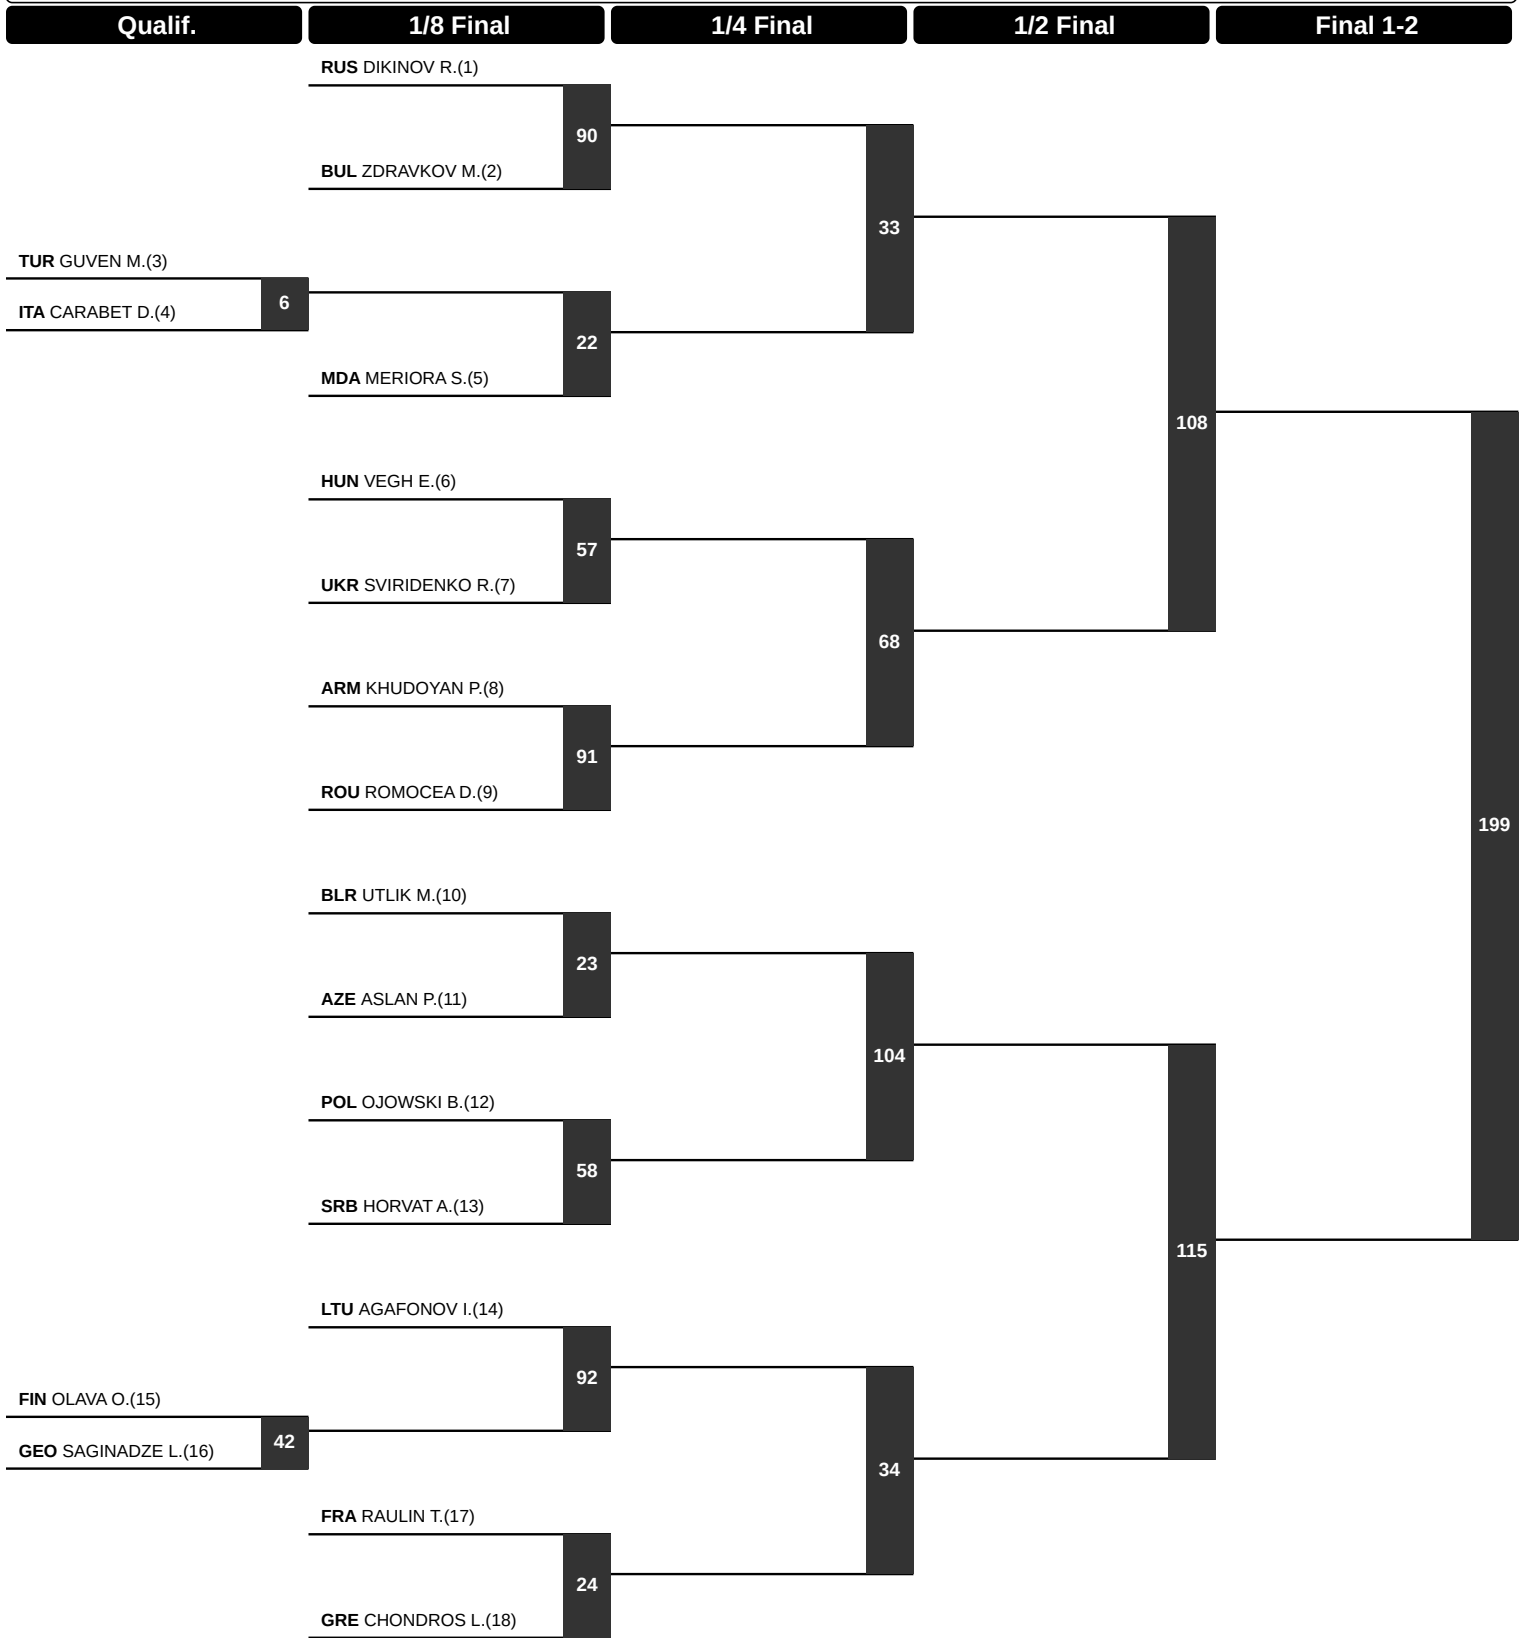 Qualif. 1/8 Final 1/4 Final 1/2 Final Final 1-2
RUS DIKINOV R.(1)
90
BUL ZDRAVKOV M.(2)
33
TUR GUVEN M.(3)
6
ITA CARABET D.(4)
22
MDA MERIORA S.(5)
108
HUN VEGH E.(6)
57
UKR SVIRIDENKO R.(7)
68
ARM KHUDOYAN P.(8)
91
ROU ROMOCEA D.(9)
199
BLR UTLIK M.(10)
23
AZE ASLAN P.(11)
104
POL OJOWSKI B.(12)
58
SRB HORVAT A.(13)
115
LTU AGAFONOV I.(14)
92
FIN OLAVA O.(15)
42
GEO SAGINADZE L.(16)
34
FRA RAULIN T.(17)
24
GRE CHONDROS L.(18)